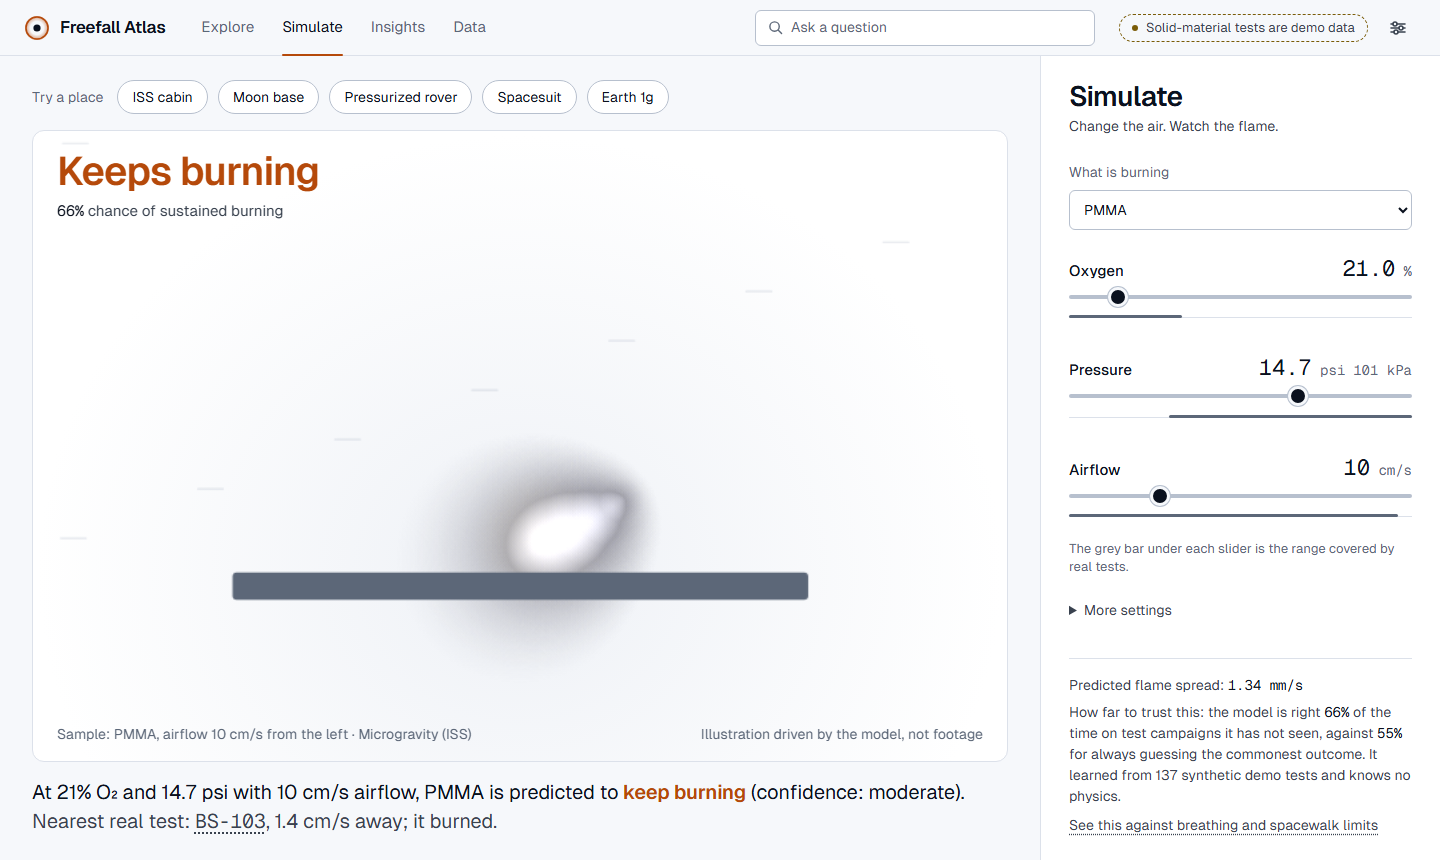 Freefall Atlas
Explore
Simulate
Insights
Data
Ask a question
Solid-material tests are demo data
Try a place
ISS cabin
Moon base
Pressurized rover
Spacesuit
Earth 1g
Keeps burning
66% chance of sustained burning
Sample: PMMA, airflow 10 cm/s from the left · Microgravity (ISS)
Illustration driven by the model, not footage
At 21% O₂ and 14.7 psi with 10 cm/s airflow, PMMA is predicted to keep burning (confidence: moderate).
Nearest real test: BS-103, 1.4 cm/s away; it burned.
Simulate
Change the air. Watch the flame.
What is burning
PMMA
Oxygen
21.0 %
Pressure
14.7 psi 101 kPa
Airflow
10 cm/s
The grey bar under each slider is the range covered by
real tests.
More settings
Predicted flame spread: 1.34 mm/s
How far to trust this: the model is right 66% of the
time on test campaigns it has not seen, against 55%
for always guessing the commonest outcome. It
learned from 137 synthetic demo tests and knows no
physics.
See this against breathing and spacewalk limits